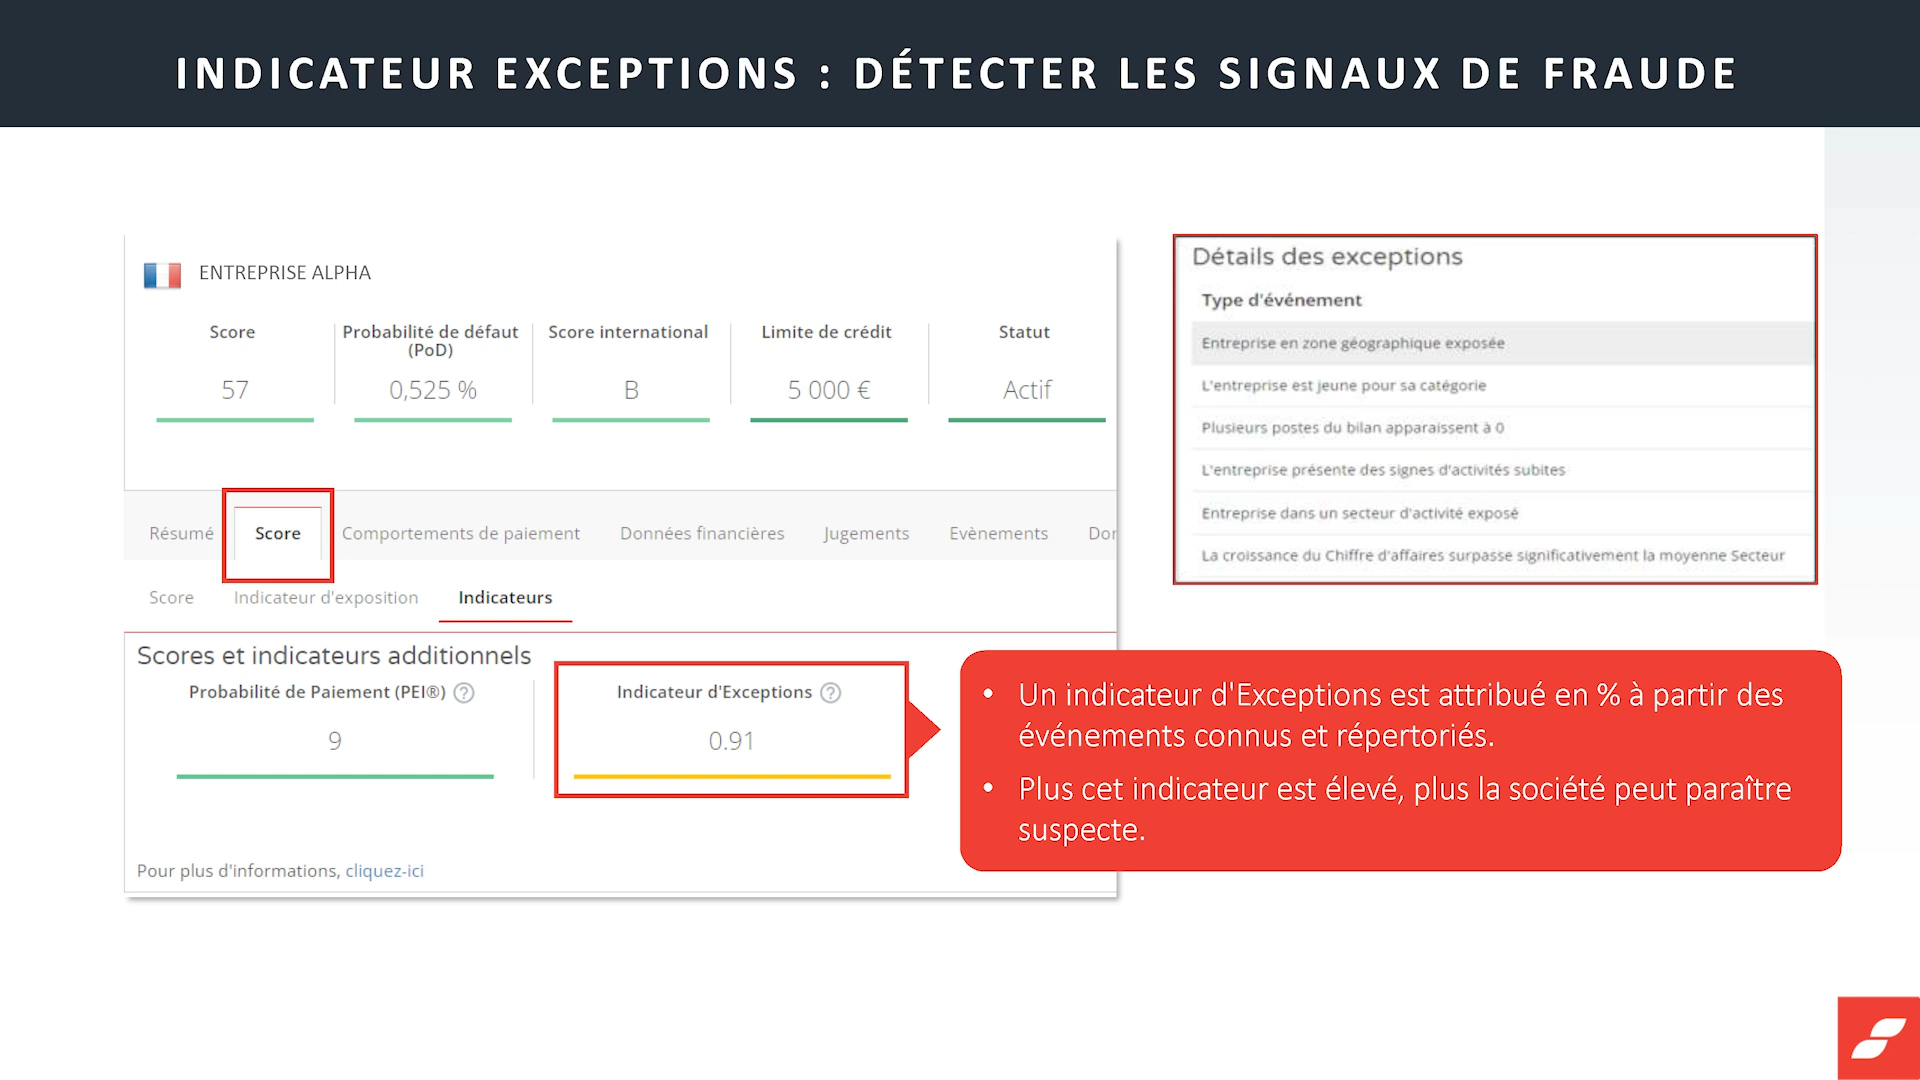 INDICATEUR EXCEPTIONS : DÉTECTER LES SIGNAUX DE FRAUDE
ENTREPRISE ALPHA
Score
57
Probabilité de défaut
(PoD)
0,525 %
Score international
B
Limite de crédit
5 000 €
Statut
Actif
Résumé Score Comportements de paiement Données financières Jugements Evènements Dor
Score Indicateur d'exposition Indicateurs
Scores et indicateurs additionnels
Probabilité de Paiement (PEI®) ?
9
Indicateur d'Exceptions ?
0.91
Pour plus d'informations, cliquez-ici
Détails des exceptions
Type d'événement
Entreprise en zone géographique exposée
L'entreprise est jeune pour sa catégorie
Plusieurs postes du bilan apparaissent à 0
L'entreprise présente des signes d'activités subites
Entreprise dans un secteur d'activité exposé
La croissance du Chiffre d'affaires surpasse significativement la moyenne Secteur
• Un indicateur d'Exceptions est attribué en % à partir des
événements connus et répertoriés.
• Plus cet indicateur est élevé, plus la société peut paraître
suspecte.